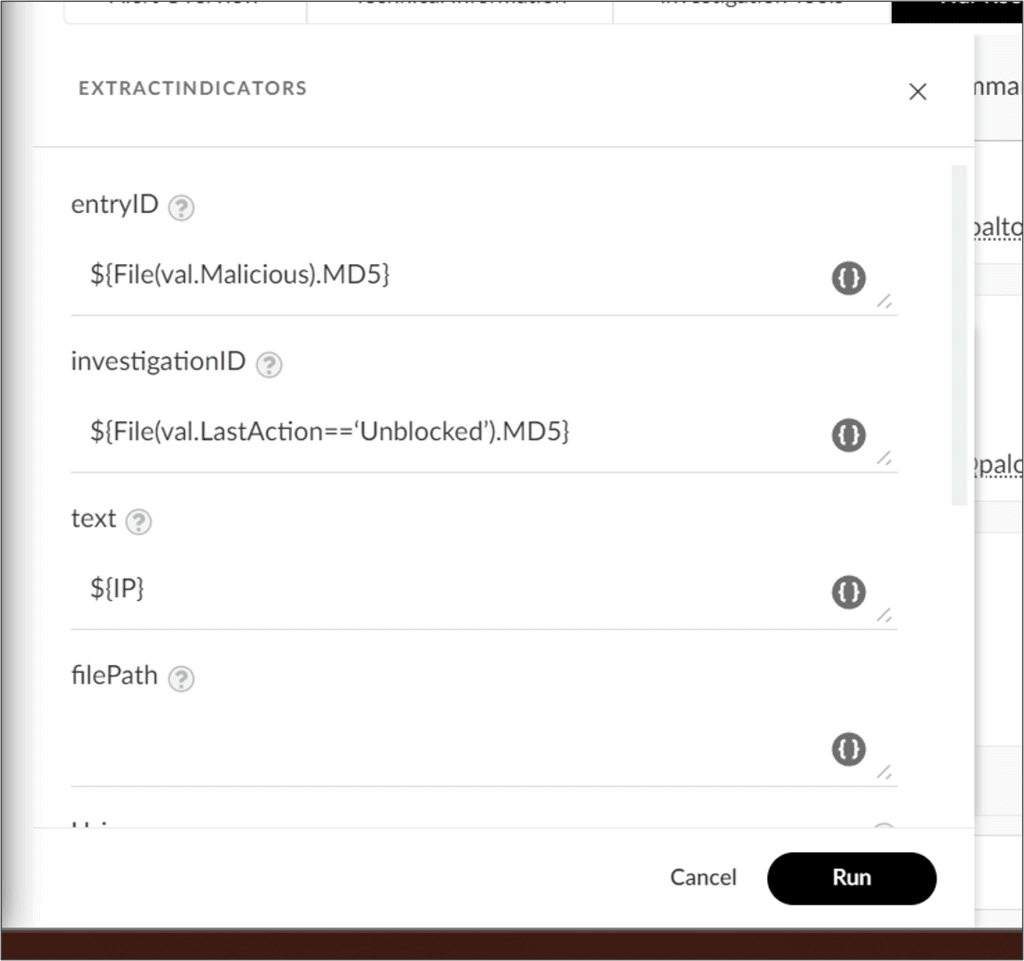 EXTRACTINDICATORS
entryID
${File(val.Malicious).MD5}
investigationID
${File(val.LastAction==‘Unblocked’).MD5}
text
${IP}
filePath
Cancel
Run